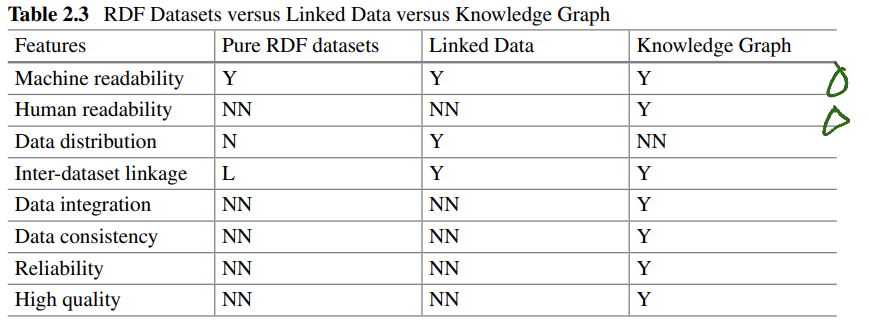 Table 2.3 RDF Datasets versus Linked Data versus Knowledge Graph
Features Pure RDF datasets Linked Data Knowledge Graph
Machine readability Y Y Y
Human readability NN NN Y
Data distribution N Y NN
Inter-dataset linkage L Y Y
Data integration NN NN Y
Data consistency NN NN Y
Reliability NN NN Y
High quality NN NN Y